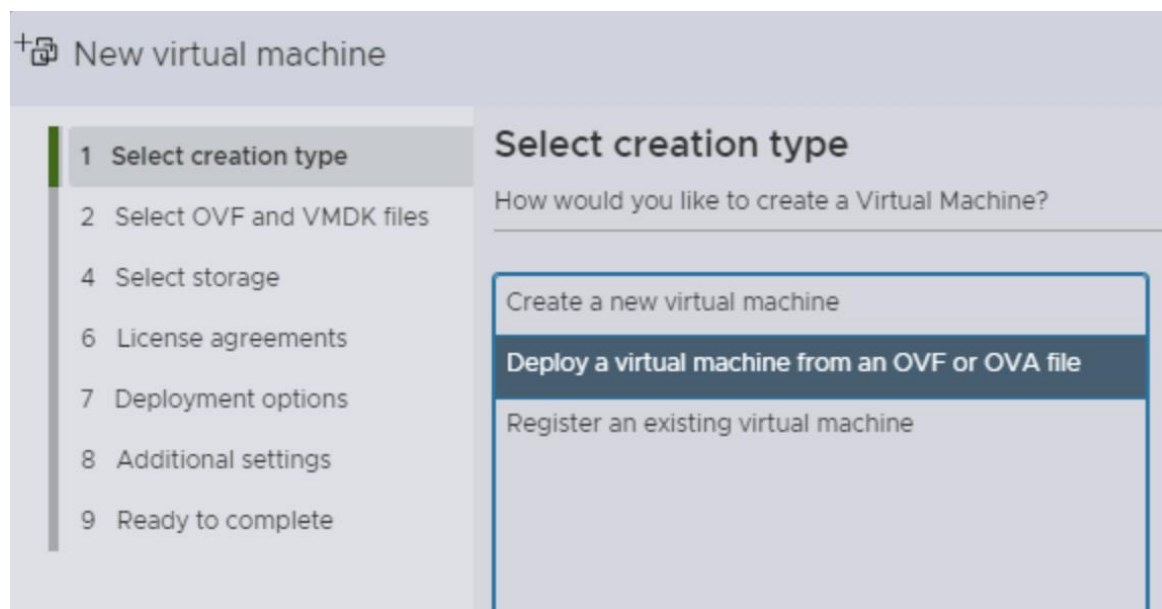 New virtual machine
1 Select creation type
2 Select OVF and VMDK files
4 Select storage
6 License agreements
7 Deployment options
8 Additional settings
9 Ready to complete
Select creation type
How would you like to create a Virtual Machine?
Create a new virtual machine
Deploy a virtual machine from an OVF or OVA file
Register an existing virtual machine